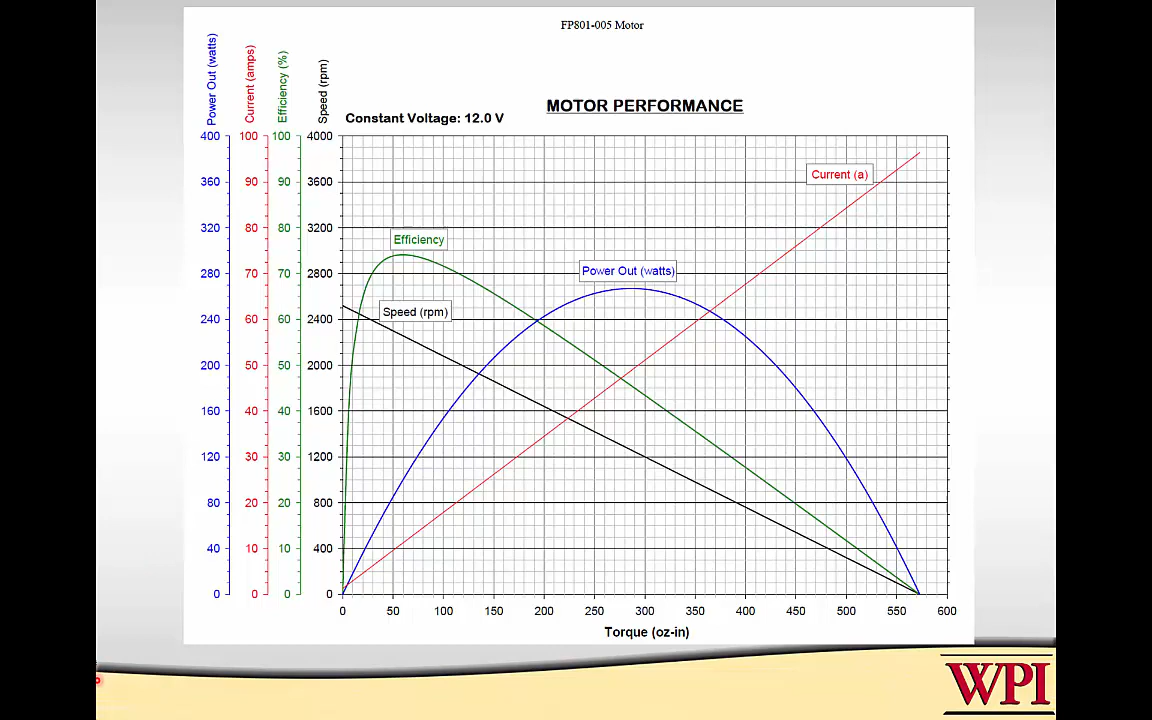 FP801-005 Motor
Power Out (watts)
Current (amps)
Efficiency (%)
Speed (rpm)
MOTOR PERFORMANCE
Constant Voltage: 12.0 V
400 100 100 4000
360 90 90 3600
320 80 80 3200
280 70 70 2800
240 60 60 2400
200 50 50 2000
160 40 40 1600
120 30 30 1200
80 20 20 800
40 10 10 400
0 0 0 0
Current (a)
Efficiency
Power Out (watts)
Speed (rpm)
0 50 100 150 200 250 300 350 400 450 500 550 600
Torque (oz-in)
WPI